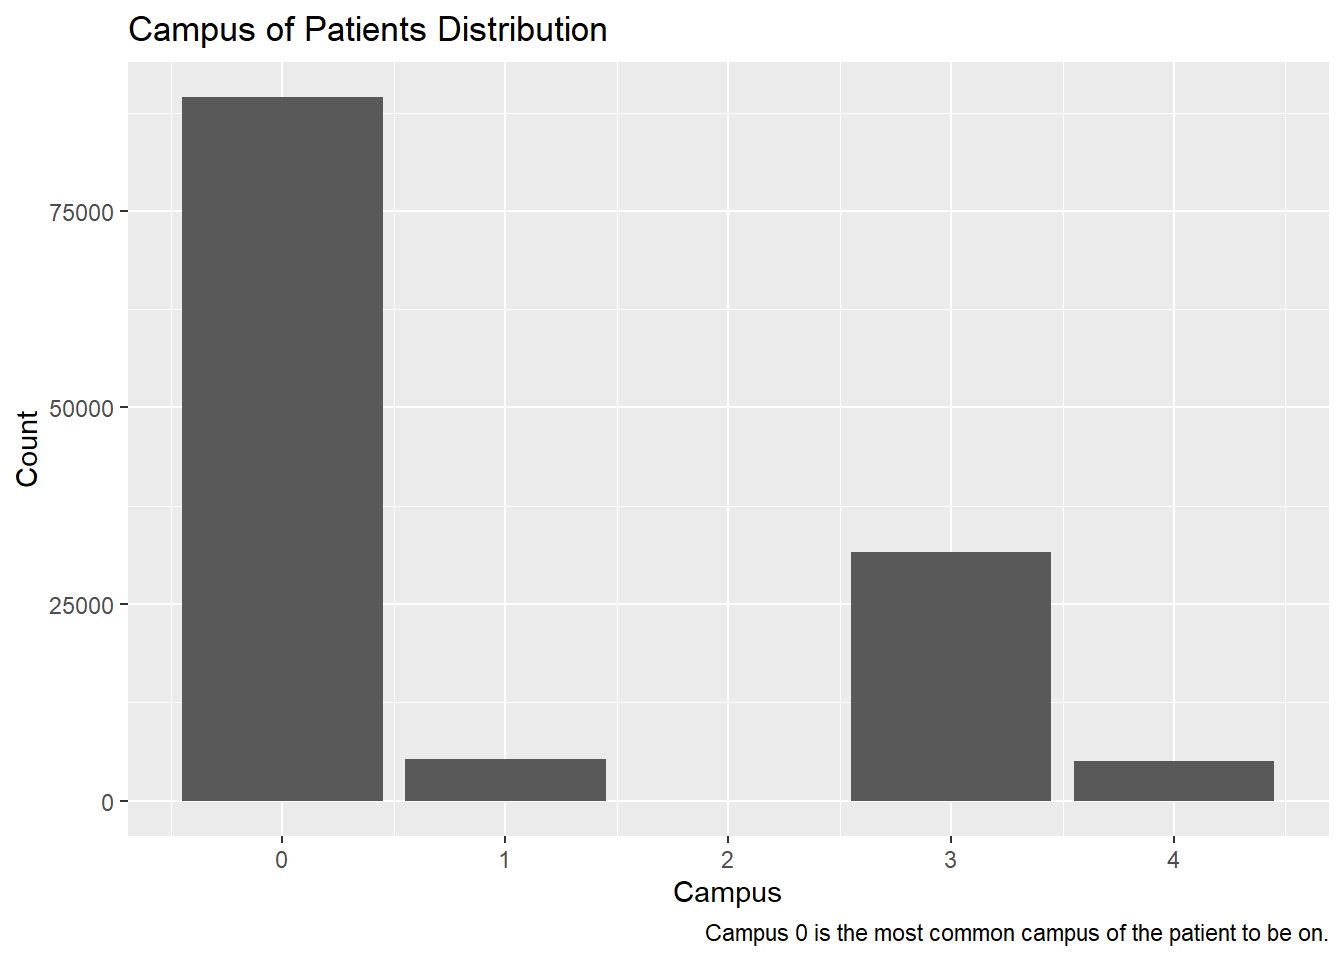 Campus of Patients Distribution
Count
75000
50000
25000
0
0 1 2 3 4
Campus
Campus 0 is the most common campus of the patient to be on.